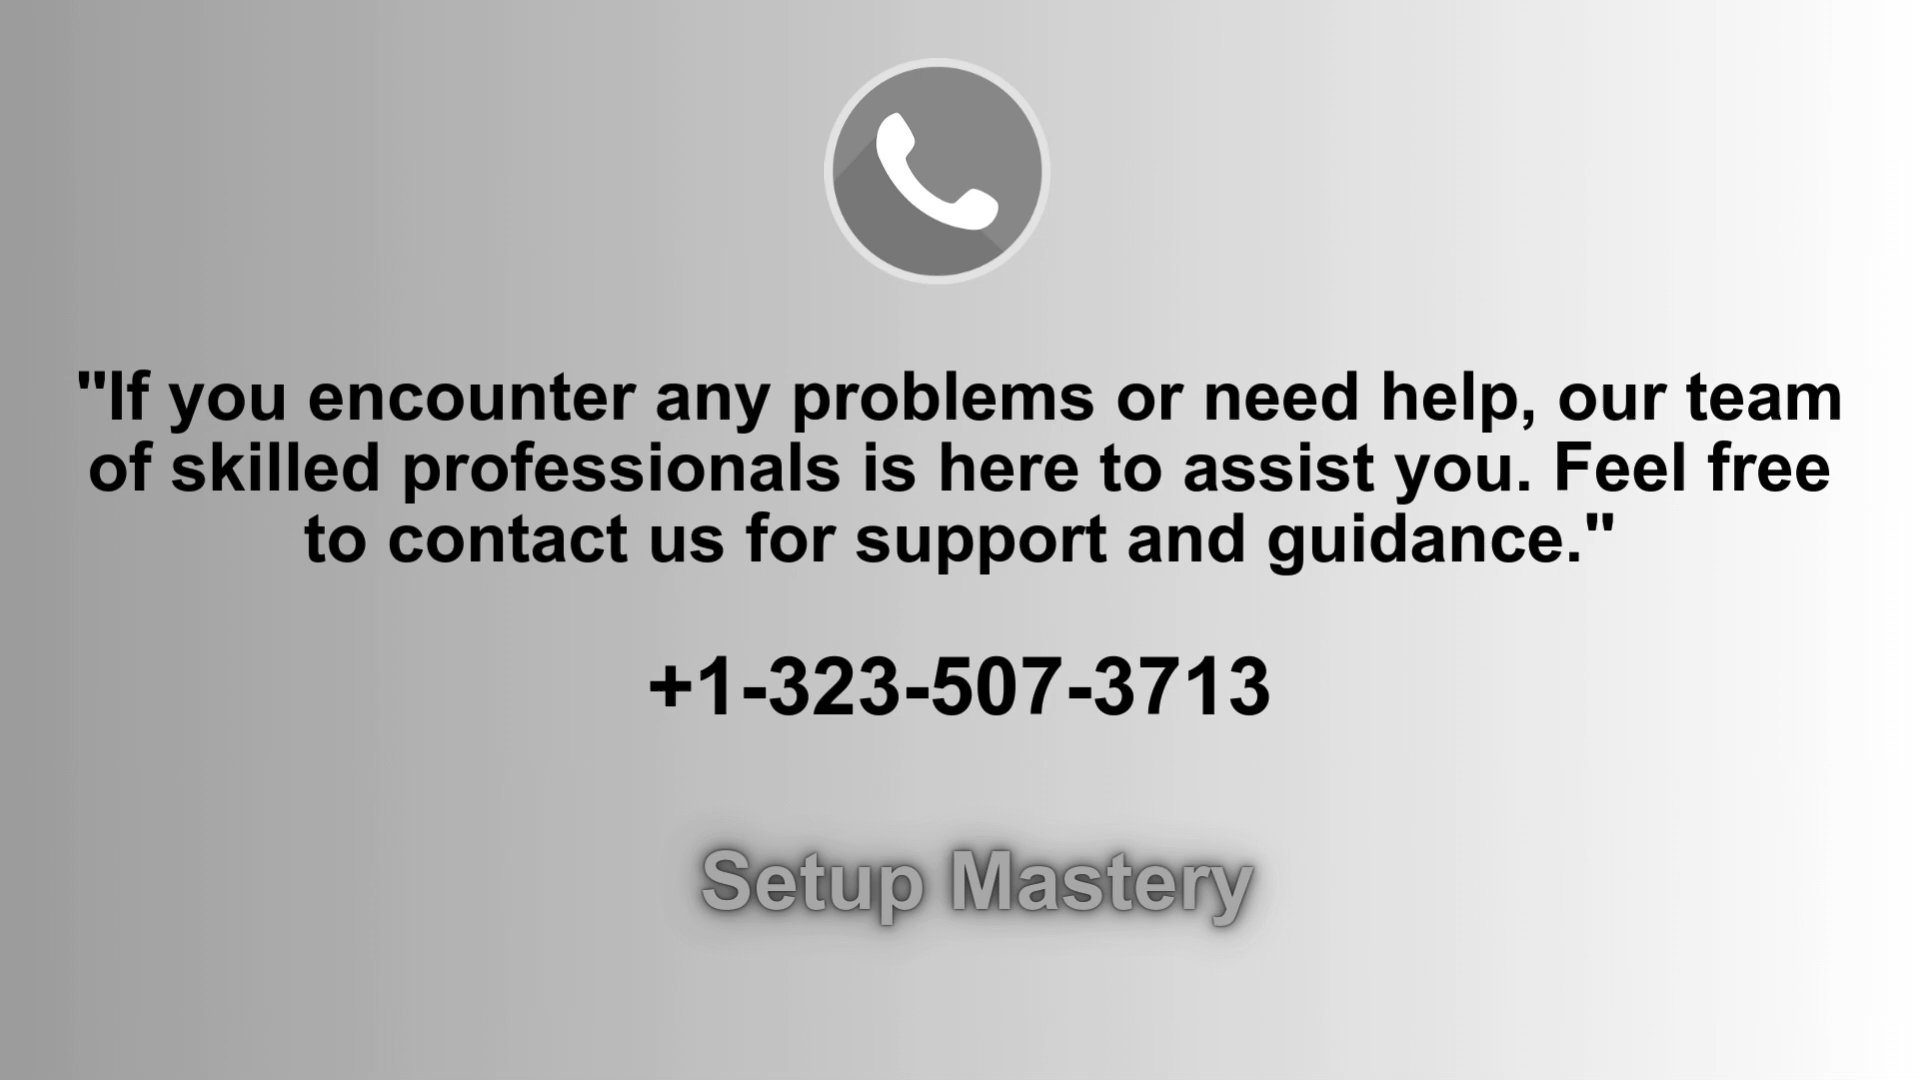 "If you encounter any problems or need help, our team
of skilled professionals is here to assist you. Feel free
to contact us for support and guidance."
+1-323-507-3713
Setup Mastery